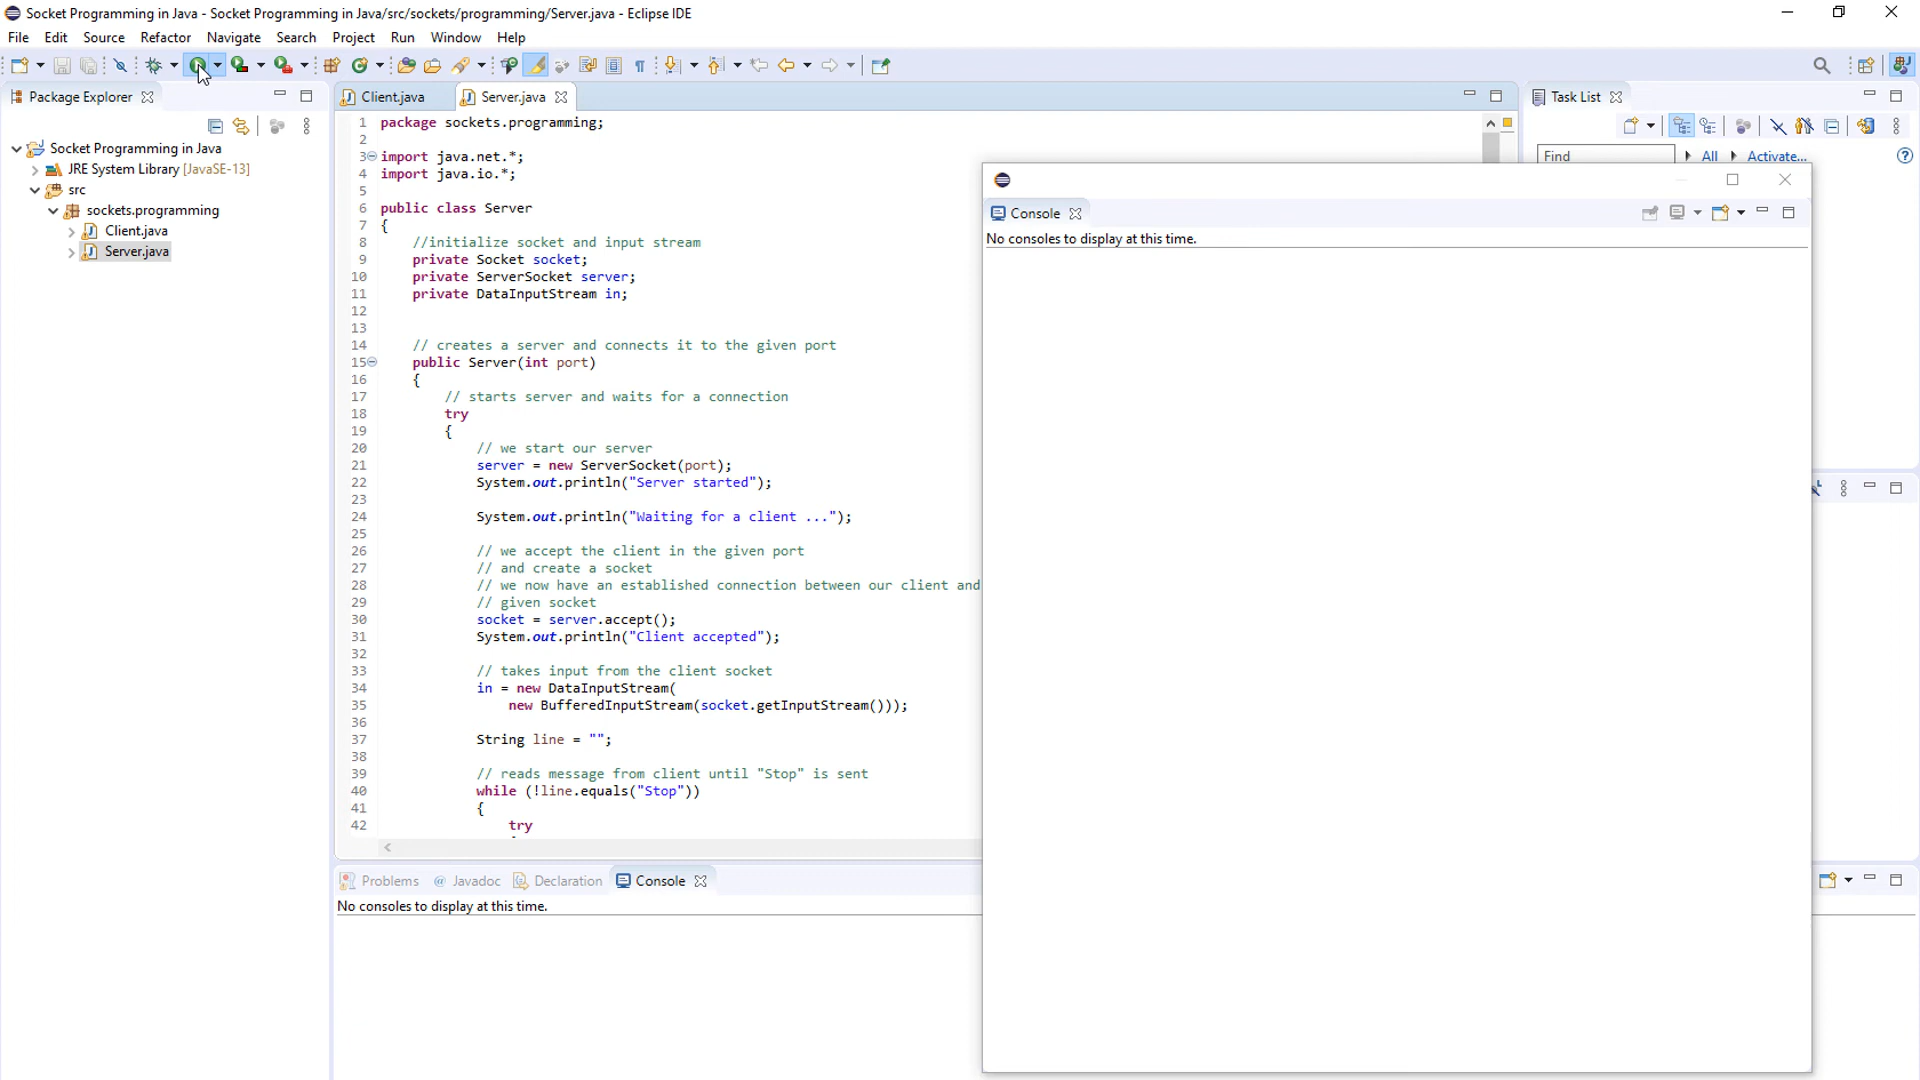 Socket Programming in Java - Socket Programming in Java/src/sockets/programming/Server.java - Eclipse IDE
File Edit Source Refactor Navigate Search Project Run Window Help
Package Explorer
Socket Programming in Java
JRE System Library [JavaSE-13]
src
sockets.programming
Client.java
Server.java
Client.java Server.java
1 package sockets.programming;
2
3 import java.net.*;
4 import java.io.*;
5
6 public class Server
7 {
8 //initialize socket and input stream
9 private Socket socket;
10 private ServerSocket server;
11 private DataInputStream in;
12
13
14 // creates a server and connects it to the given port
15 public Server(int port)
16 {
17 // starts server and waits for a connection
18 try
19 {
20 // we start our server
21 server = new ServerSocket(port);
22 System.out.println("Server started");
23
24 System.out.println("Waiting for a client ...");
25
26 // we accept the client in the given port
27 // and create a socket
28 // we now have an established connection between our client and
29 // given socket
30 socket = server.accept();
31 System.out.println("Client accepted");
32
33 // takes input from the client socket
34 in = new DataInputStream(
35 new BufferedInputStream(socket.getInputStream()));
36
37 String line = "";
38
39 // reads message from client until "Stop" is sent
40 while (!line.equals("Stop"))
41 {
42 try
Task List
Find All Activate...
Console
No consoles to display at this time.
Problems Javadoc Declaration Console
No consoles to display at this time.